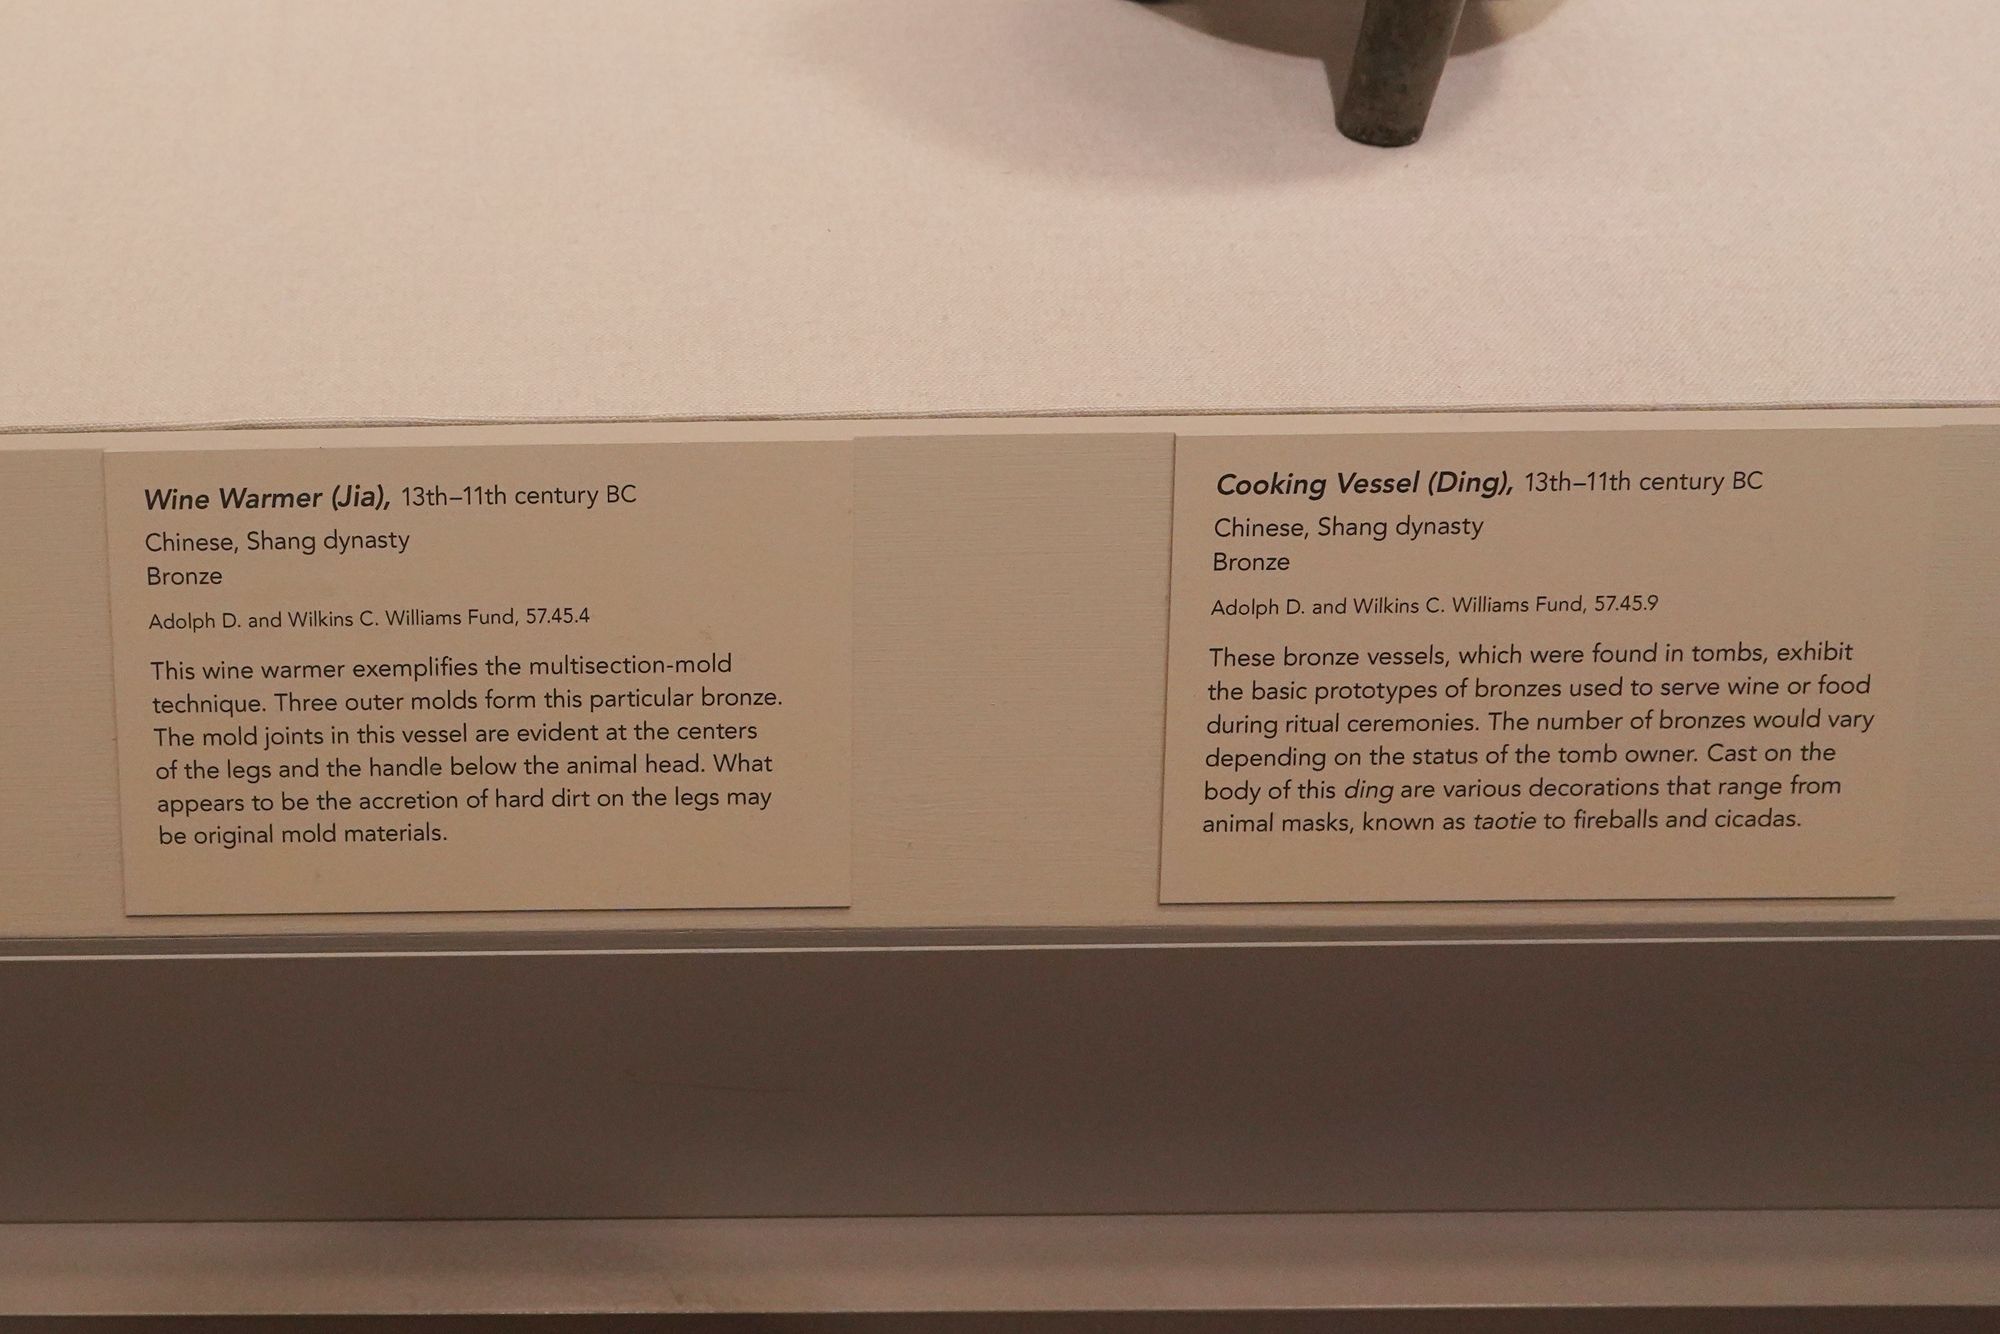 Wine Warmer (Jia), 13th–11th century BC
Chinese, Shang dynasty
Bronze
Adolph D. and Wilkins C. Williams Fund, 57.45.4
This wine warmer exemplifies the multisection-mold
technique. Three outer molds form this particular bronze.
The mold joints in this vessel are evident at the centers
of the legs and the handle below the animal head. What
appears to be the accretion of hard dirt on the legs may
be original mold materials.
Cooking Vessel (Ding), 13th–11th century BC
Chinese, Shang dynasty
Bronze
Adolph D. and Wilkins C. Williams Fund, 57.45.9
These bronze vessels, which were found in tombs, exhibit
the basic prototypes of bronzes used to serve wine or food
during ritual ceremonies. The number of bronzes would vary
depending on the status of the tomb owner. Cast on the
body of this ding are various decorations that range from
animal masks, known as taotie to fireballs and cicadas.